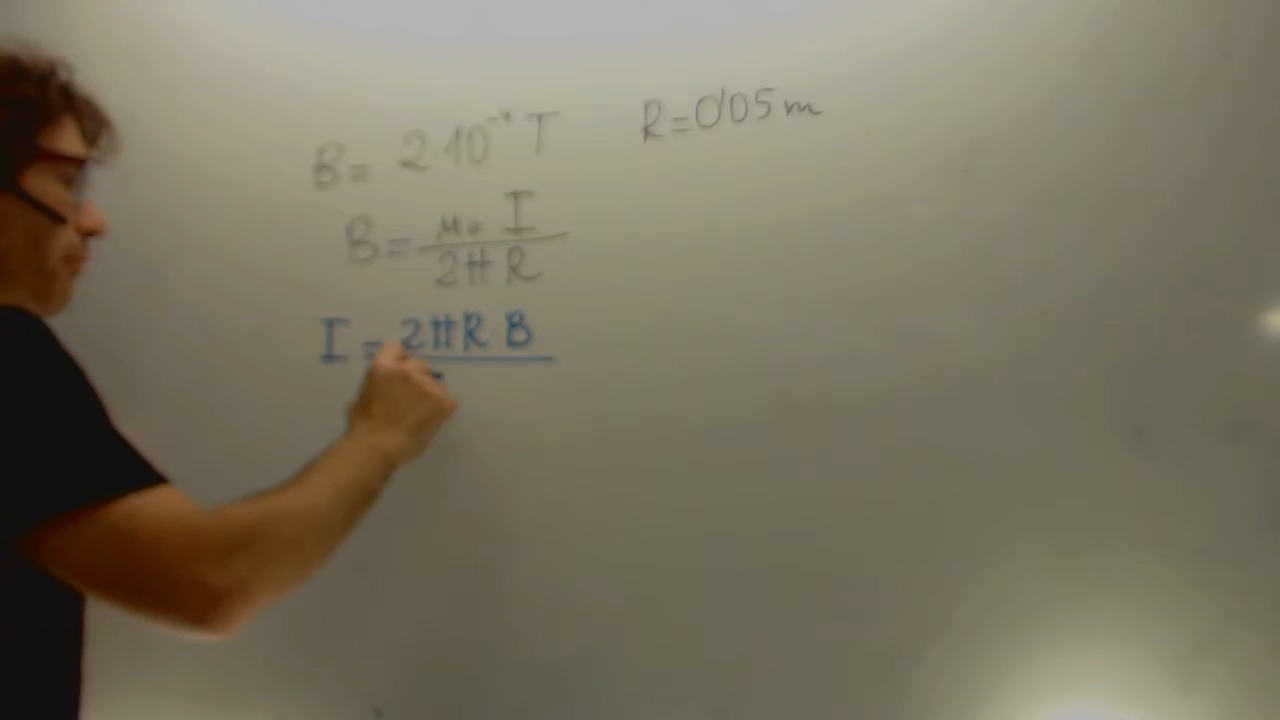 B = 2·10⁻⁴ T R = 0'05 m
B = μ₀ I / 2π R
I = 2π R · B